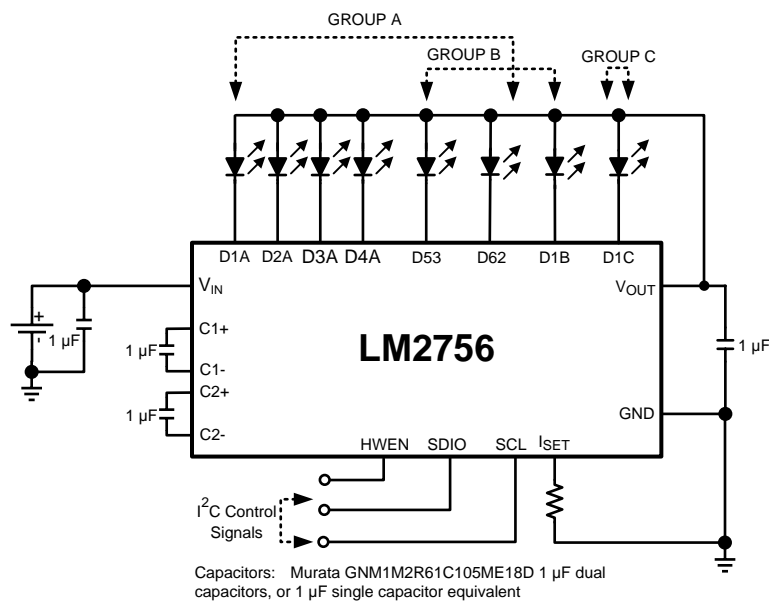 GROUP A
GROUP B
GROUP C
D1A D2A D3A D4A D53 D62 D1B D1C
VIN
VOUT
+
-
1 µF
C1+
1 µF
C1-
LM2756
1 µF
C2+
1 µF
C2-
GND
HWEN SDIO SCL ISET
I2C Control
Signals
Capacitors: Murata GNM1M2R61C105ME18D 1 µF dual
capacitors, or 1 µF single capacitor equivalent